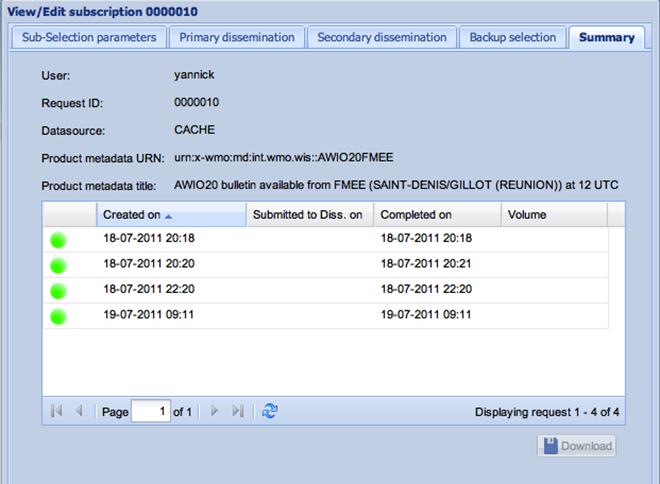 View/Edit subscription 0000010
Sub-Selection parameters Primary dissemination Secondary dissemination Backup selection Summary
User: yannick
Request ID: 0000010
Datasource: CACHE
Product metadata URN: urn:x-wmo:md:int.wmo.wis::AWIO20FMEE
Product metadata title: AWIO20 bulletin available from FMEE (SAINT-DENIS/GILLOT (REUNION)) at 12 UTC
Created on Submitted to Diss. on Completed on Volume
18-07-2011 20:18 18-07-2011 20:18
18-07-2011 20:20 18-07-2011 20:21
18-07-2011 22:20 18-07-2011 22:20
19-07-2011 09:11 19-07-2011 09:11
Page 1 of 1 Displaying request 1 - 4 of 4
Download